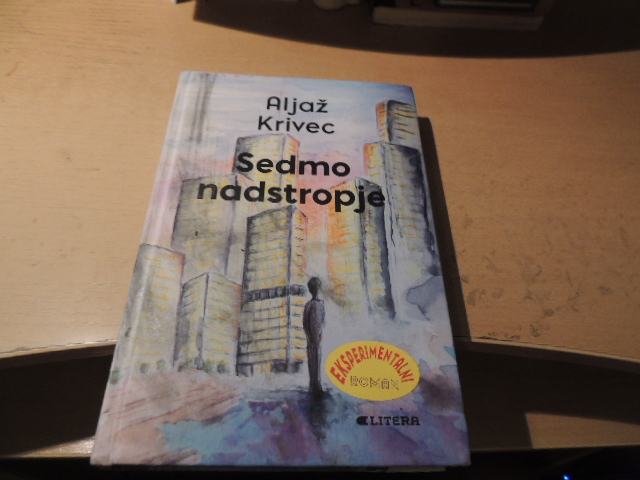 Aljaž
Krivec
Sedmo
nadstropje
EKSPERIMENTALNI
ROMAN
LITERA